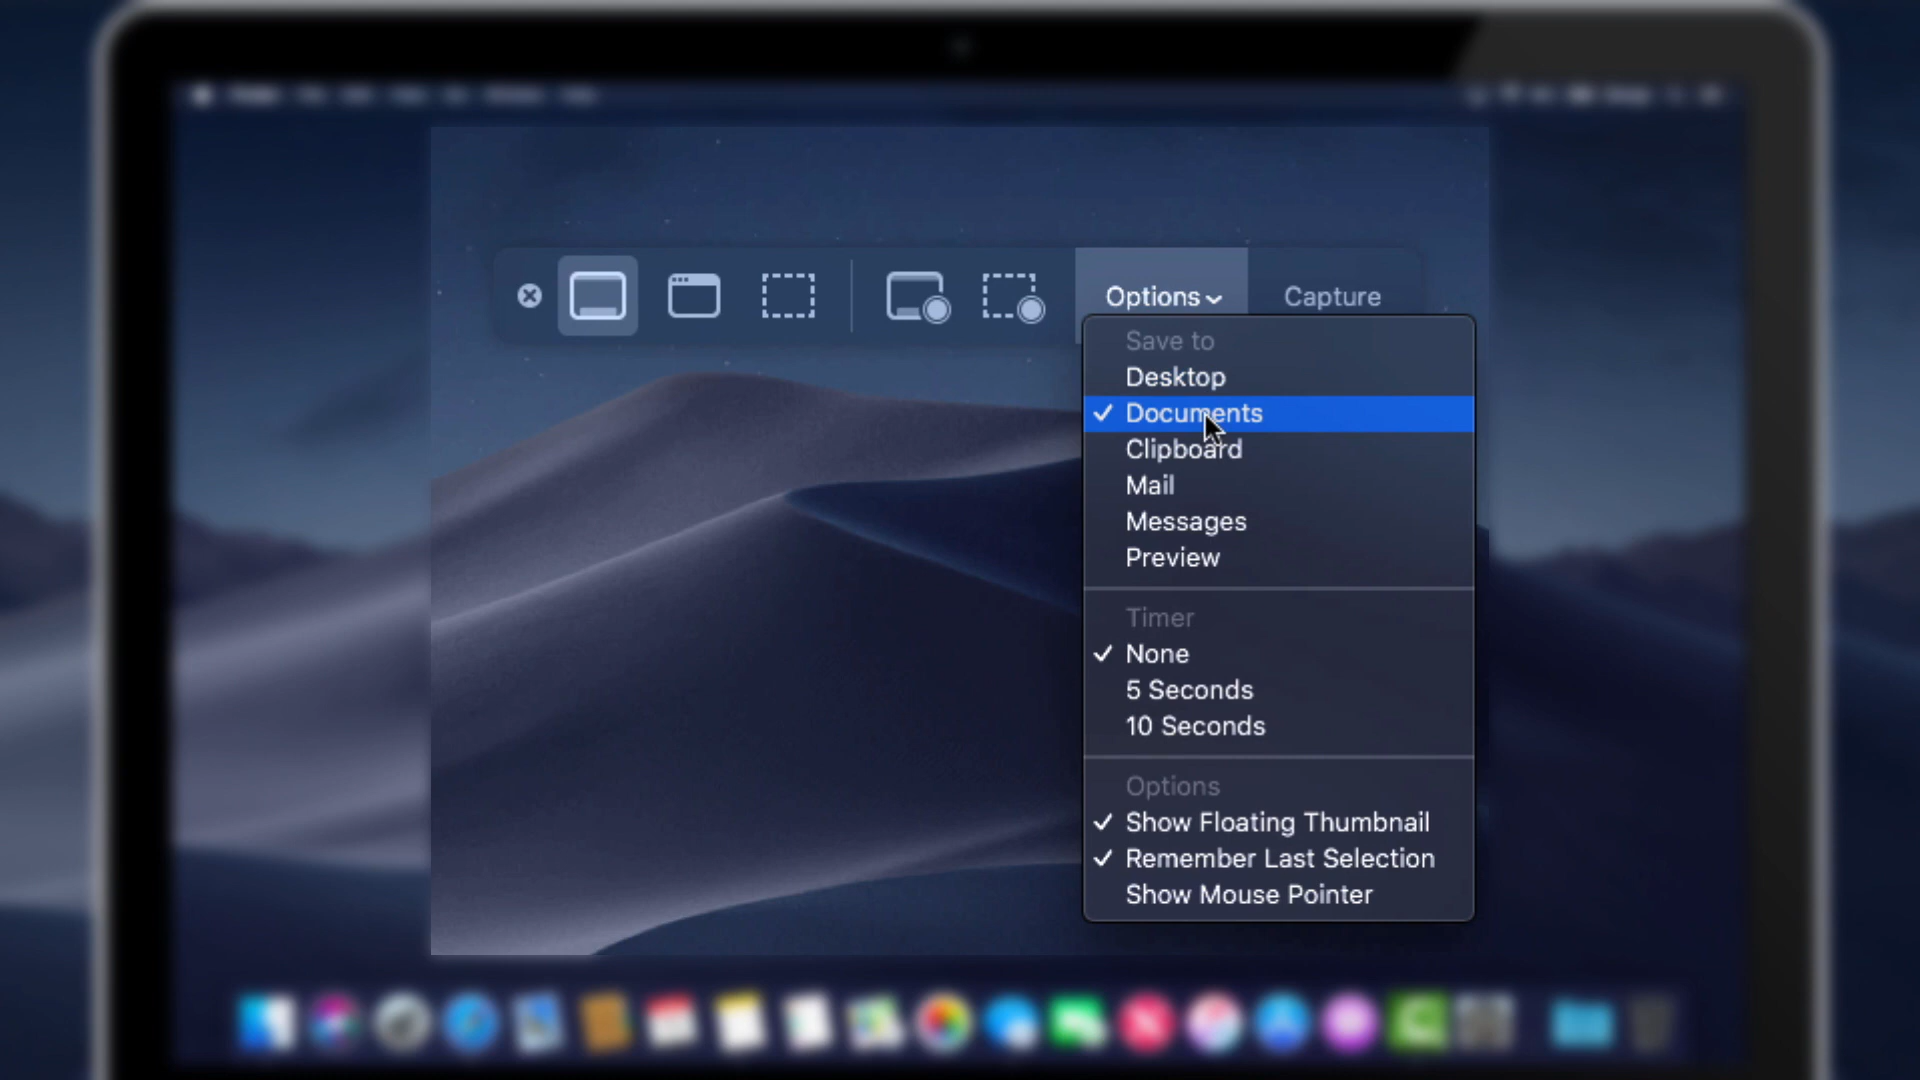 Options
Capture
Save to
Desktop
Documents
Clipboard
Mail
Messages
Preview
Timer
None
5 Seconds
10 Seconds
Options
Show Floating Thumbnail
Remember Last Selection
Show Mouse Pointer